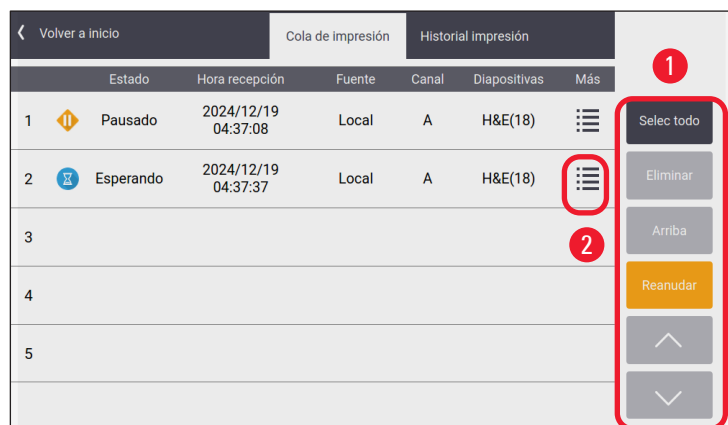 Volver a inicio
Cola de impresión
Historial impresión
Estado Hora recepción Fuente Canal Diapositivas Más
1 Pausado 2024/12/19 04:37:08 Local A H&E(18)
2 Esperando 2024/12/19 04:37:37 Local A H&E(18)
3
4
5
1
Selec todo
Eliminar
Arriba
Reanudar
2